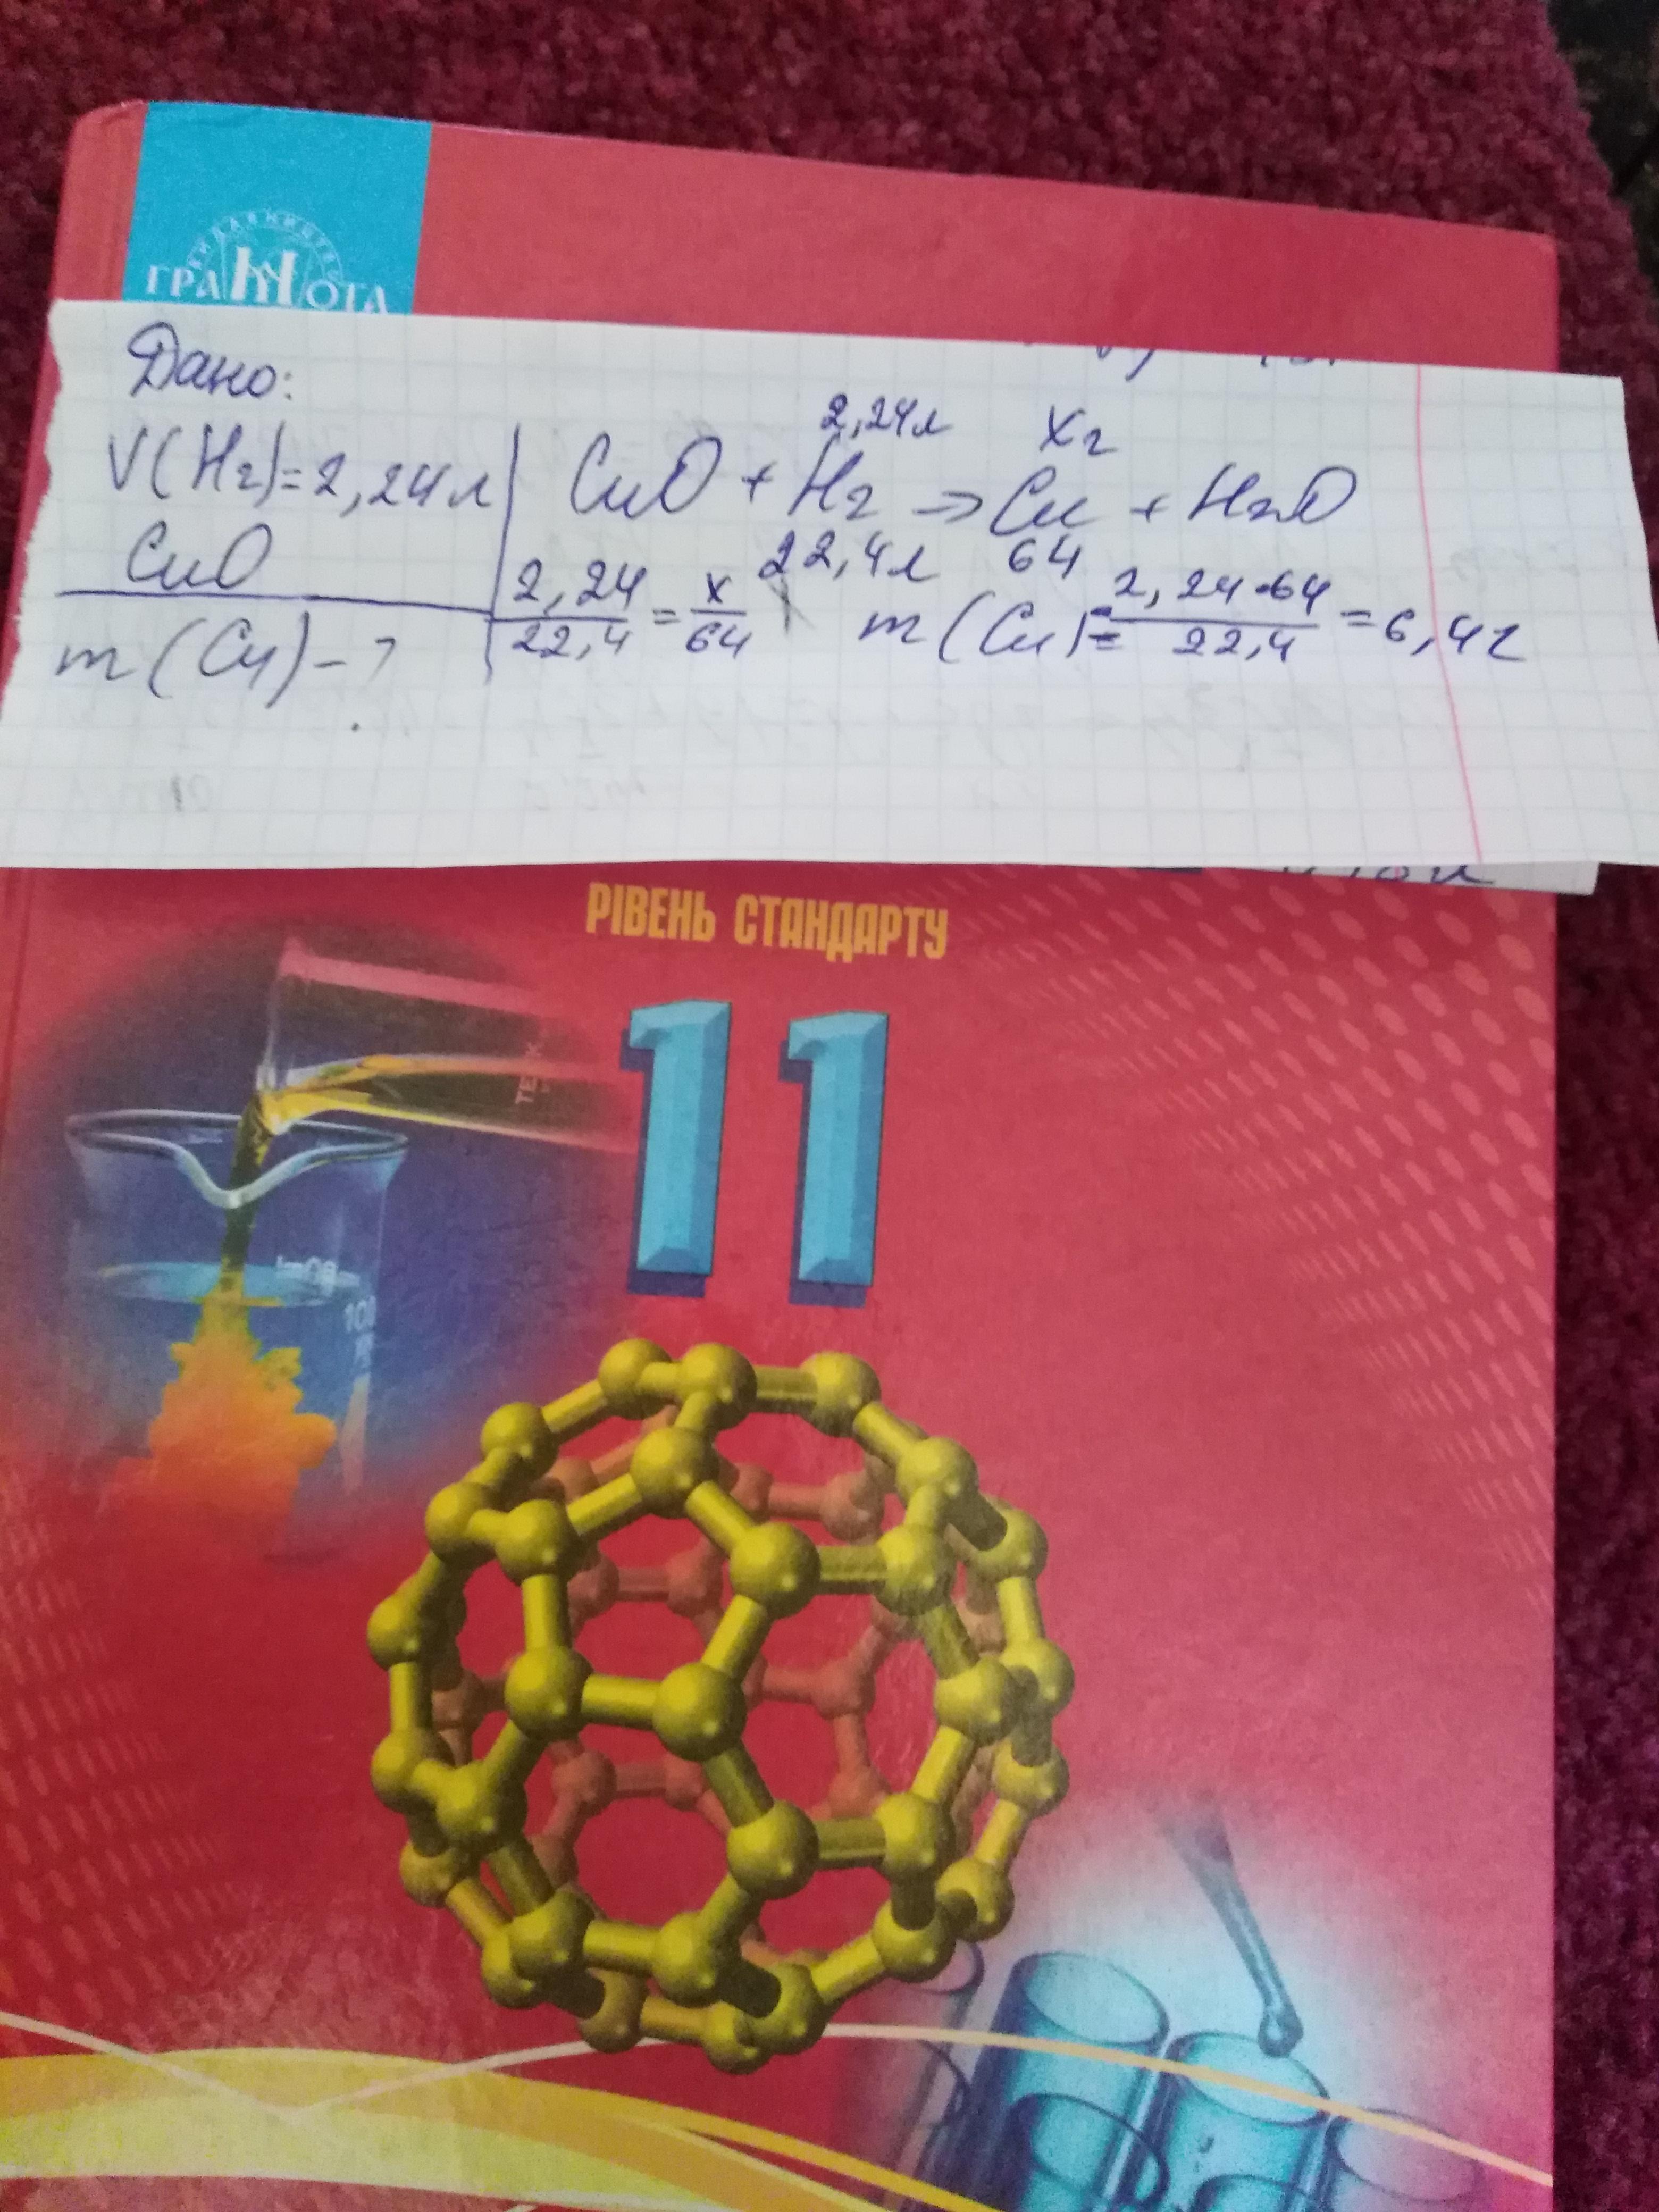 ВИДАВНИЦТВО
ГРАМОТА
Дано:
V(H₂)=2,24л
CuO
m(Cu)-?
2,24л xг
CuO + H₂ → Cu + H₂O
22,4л 64
2,24/22,4 = x/64 m(Cu)= 2,24·64/22,4 = 6,4г
РІВЕНЬ СТАНДАРТУ
11